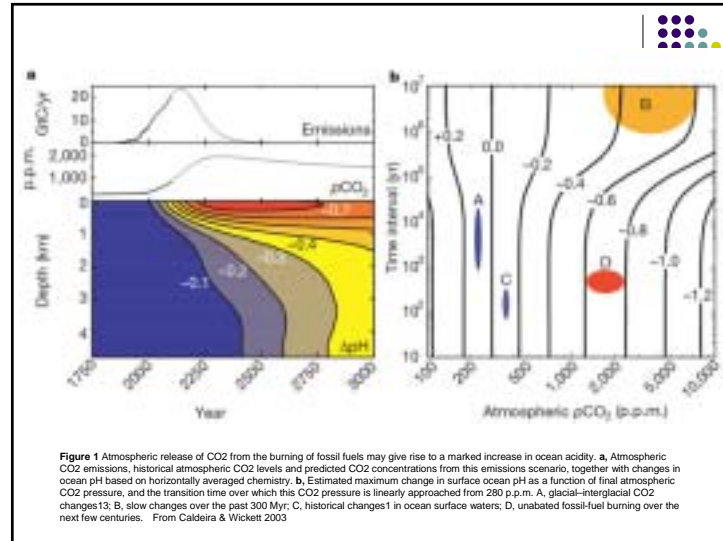 a
b
20
10
0
GtC/yr
Emissions
2,000
1,000
p.p.m.
pCO2
0
1
2
3
4
Depth (km)
−0.7
−0.4
−0.3
−0.2
−0.1
ΔpH
1750
2000
2250
2500
2750
3000
Year
10^7
10^6
10^5
10^4
10^3
10^2
10
Time interval (yr)
+0.2
0.0
−0.2
−0.4
−0.6
−0.8
−1.0
−1.2
A
B
C
D
100
200
500
1,000
2,000
5,000
10,000
Atmospheric pCO2 (p.p.m.)
Figure 1 Atmospheric release of CO2 from the burning of fossil fuels may give rise to a marked increase in ocean acidity. a, Atmospheric
CO2 emissions, historical atmospheric CO2 levels and predicted CO2 concentrations from this emissions scenario, together with changes in
ocean pH based on horizontally averaged chemistry. b, Estimated maximum change in surface ocean pH as a function of final atmospheric
CO2 pressure, and the transition time over which this CO2 pressure is linearly approached from 280 p.p.m. A, glacial–interglacial CO2
changes13; B, slow changes over the past 300 Myr; C, historical changes1 in ocean surface waters; D, unabated fossil-fuel burning over the
next few centuries. From Caldeira & Wickett 2003